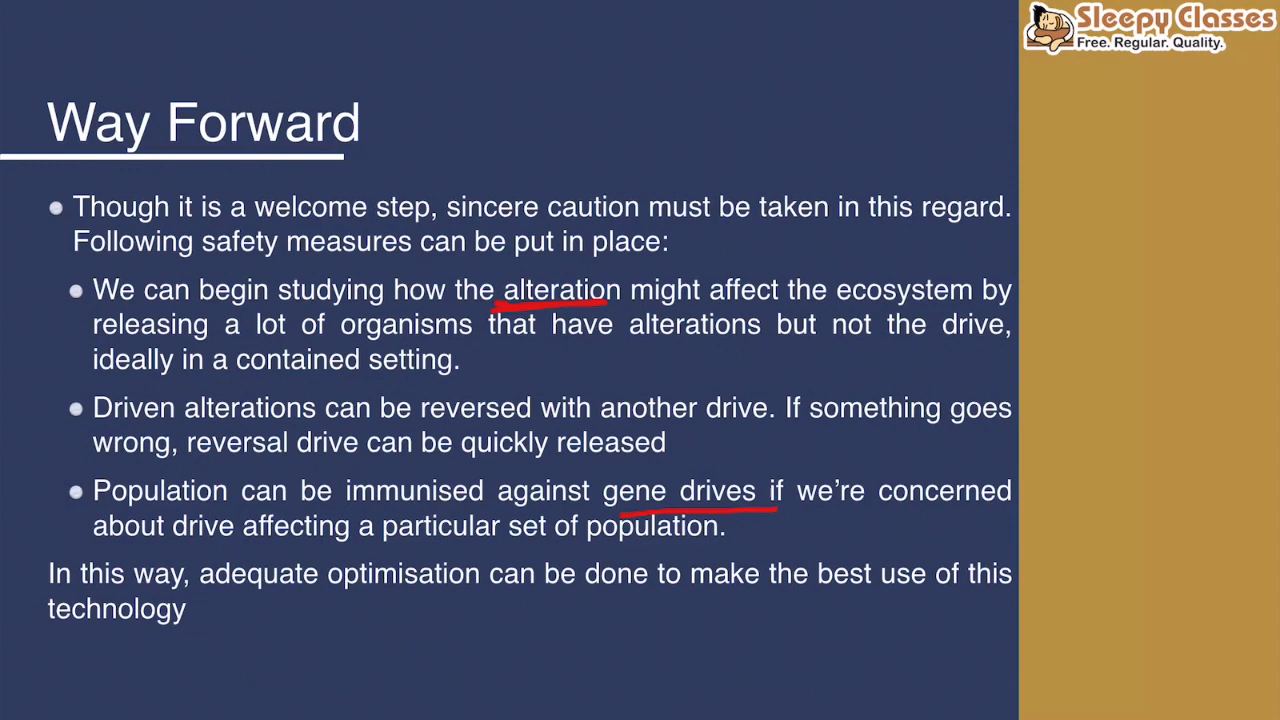 Sleepy Classes
Free. Regular. Quality.
Way Forward
Though it is a welcome step, sincere caution must be taken in this regard.
Following safety measures can be put in place:
We can begin studying how the alteration might affect the ecosystem by
releasing a lot of organisms that have alterations but not the drive,
ideally in a contained setting.
Driven alterations can be reversed with another drive. If something goes
wrong, reversal drive can be quickly released
Population can be immunised against gene drives if we're concerned
about drive affecting a particular set of population.
In this way, adequate optimisation can be done to make the best use of this
technology